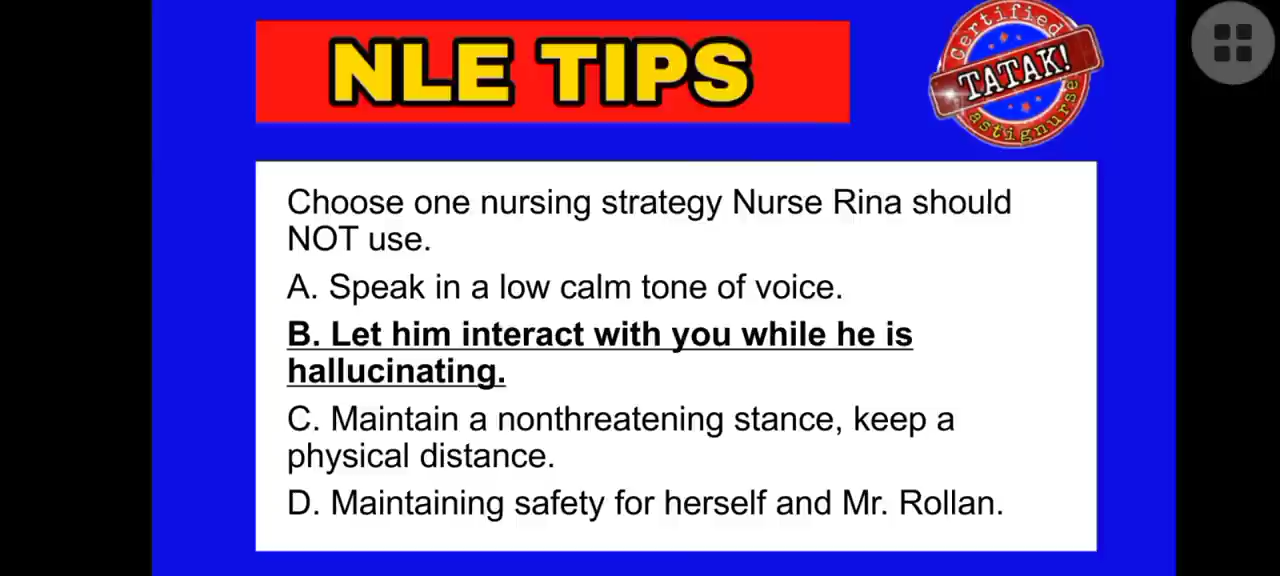 NLE TIPS
Certified
TATAK!
astignurse
Choose one nursing strategy Nurse Rina should
NOT use.
A. Speak in a low calm tone of voice.
B. Let him interact with you while he is
hallucinating.
C. Maintain a nonthreatening stance, keep a
physical distance.
D. Maintaining safety for herself and Mr. Rollan.